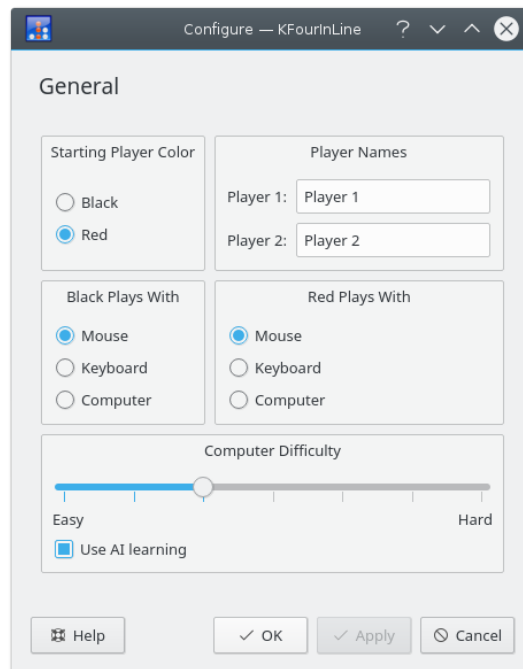 Configure — KFourInLine
General
Starting Player Color
Black
Red
Player Names
Player 1: Player 1
Player 2: Player 2
Black Plays With
Mouse
Keyboard
Computer
Red Plays With
Mouse
Keyboard
Computer
Computer Difficulty
Easy Hard
Use AI learning
Help OK Apply Cancel